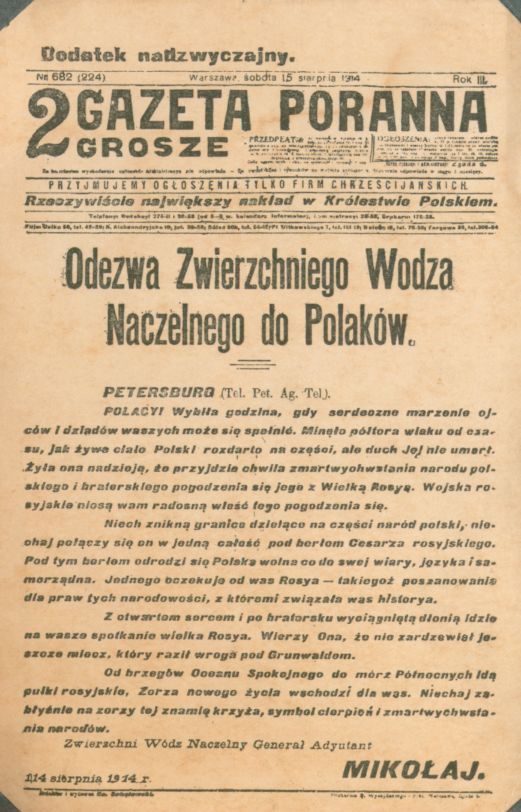 Dodatek nadzwyczajny.
№ 682 (224) Warszawa, sobota 15 sierpnia 1914 Rok III.
2 GAZETA PORANNA
GROSZE
PRZEDPŁATA:
OGŁOSZENIA:
PRZYJMUJEMY OGŁOSZENIA TYLKO FIRM CHRZEŚCIJAŃSKICH.
Rzeczywiście największy nakład w Królestwie Polskiem.
Odezwa Zwierzchniego Wodza
Naczelnego do Polaków.
PETERSBURG (Tel. Pet. Ag. Tel.).
POLACY! Wybiła godzina, gdy serdeczne marzenie oj-
ców i dziadów waszych może się spełnić. Minęło półtora wieku od cza-
su, jak żywe ciało Polski rozdarto na części, ale duch Jej nie umarł.
Żyła ona nadzieją, że przyjdzie chwila zmartwychwstania narodu pol-
skiego i braterskiego pogodzenia się jego z Wielką Rosyą. Wojska ro-
syjskie niosą wam radosną wieść tego pogodzenia się.
Niech znikną granice dzielące na części naród polski, nie-
chaj połączy się on w jedną całość pod berłem Cesarza rosyjskiego.
Pod tym berłem odrodzi się Polska wolna co do swej wiary, języka i sa-
morządna. Jednego oczekuje od was Rosya — takiegoż poszanowania
dla praw tych narodowości, z któremi związała was historya.
Z otwartem sercem i po bratersku wyciągniętą dłonią idzie
na wasze spotkanie wielka Rosya. Wierzy Ona, że nie zardzewiał je-
szcze miecz, który raził wroga pod Grunwaldem.
Od brzegów Oceanu Spokojnego do mórz Północnych idą
pułki rosyjskie, Zorza nowego życia wschodzi dla was. Niechaj za-
błyśnie na zorzy tej znamię krzyża, symbol cierpień i zmartwychwsta-
nia narodów.
Zwierzchni Wódz Naczelny Generał Adyutant
MIKOŁAJ.
1|14 sierpnia 1914 r.